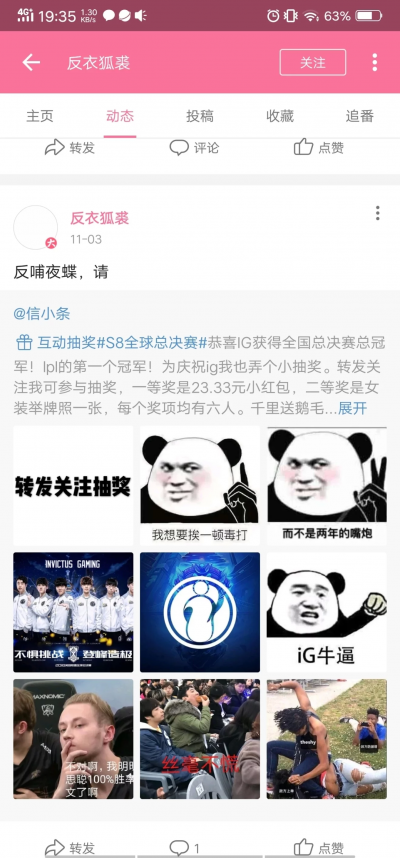 4G+ 19:35 1.30 KB/s 63%
反衣狐裘
关注
主页 动态 投稿 收藏 追番
转发 评论 点赞
反衣狐裘
11-03
反哺夜蝶，请
@信小条
互动抽奖#S8全球总决赛#恭喜IG获得全国总决赛总冠
军！lpl的第一个冠军！为庆祝ig我也弄个小抽奖。转发关
注我可参与抽奖，一等奖是23.33元小红包，二等奖是女
装举牌照一张，每个奖项均有六人。千里送鹅毛...展开
转发关注抽奖
我想要挨一顿毒打
而不是两年的嘴炮
INVICTUS GAMING
不惧挑战 登峰造极
iG牛逼
MAXNOMIC
不对啊，我明明
思聪100%胜率
文了啊
丝毫不慌
theshy
转发 1 点赞